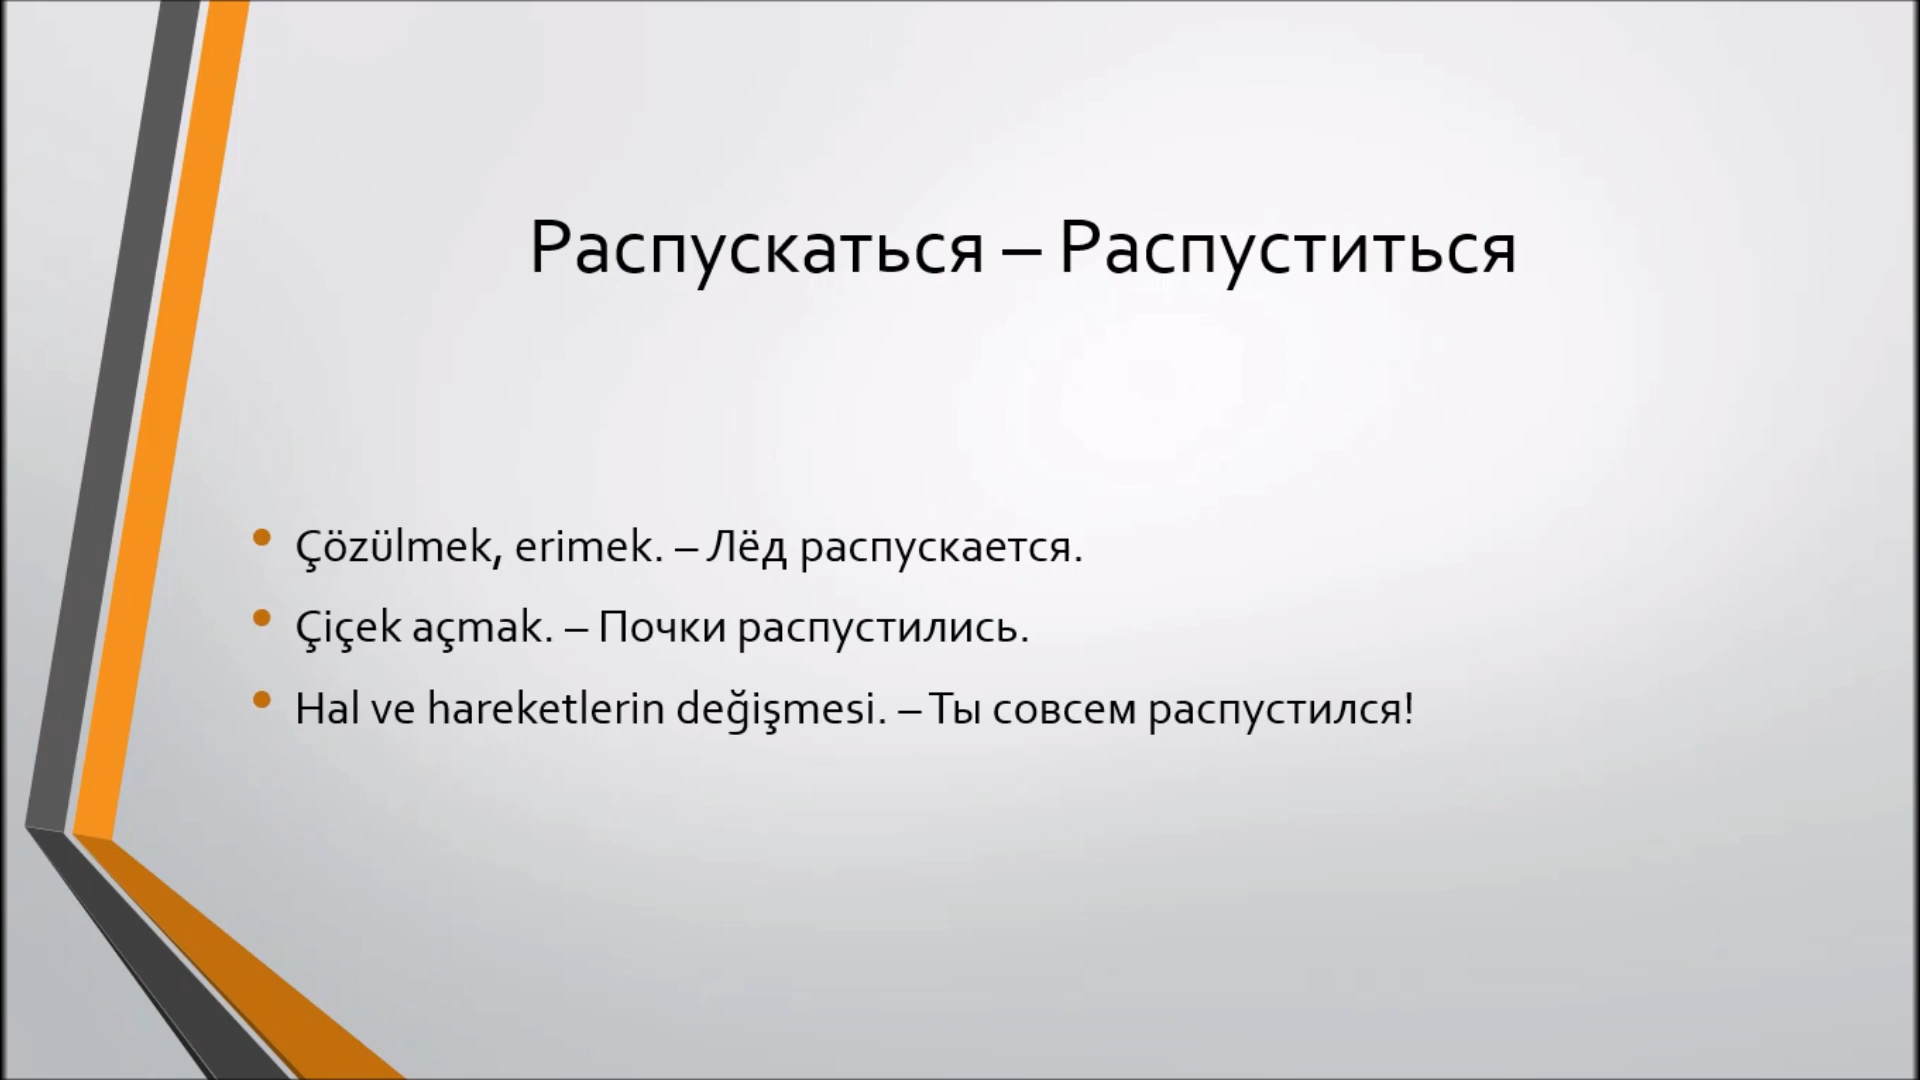 Распускаться – Распуститься
Çözülmek, erimek. – Лёд распускается.
Çiçek açmak. – Почки распустились.
Hal ve hareketlerin değişmesi. – Ты совсем распустился!